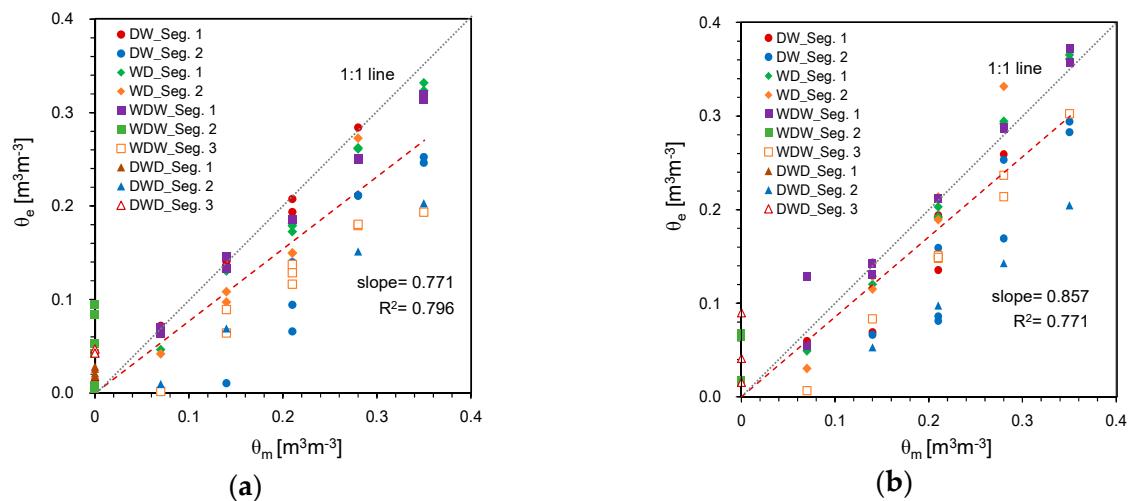 0.4
0.3
0.2
0.1
0.0
θe [m³m-³]
DW_Seg. 1
DW_Seg. 2
WD_Seg. 1
WD_Seg. 2
WDW_Seg. 1
WDW_Seg. 2
WDW_Seg. 3
DWD_Seg. 1
DWD_Seg. 2
DWD_Seg. 3
1:1 line
slope= 0.771
R²= 0.796
0 0.1 0.2 0.3 0.4
θm [m³m-³]
(a)
0.4
0.3
0.2
0.1
0.0
θe [m³m-³]
DW_Seg. 1
DW_Seg. 2
WD_Seg. 1
WD_Seg. 2
WDW_Seg. 1
WDW_Seg. 2
WDW_Seg. 3
DWD_Seg. 1
DWD_Seg. 2
DWD_Seg. 3
1:1 line
slope= 0.857
R²= 0.771
0 0.1 0.2 0.3 0.4
θm [m³m-³]
(b)